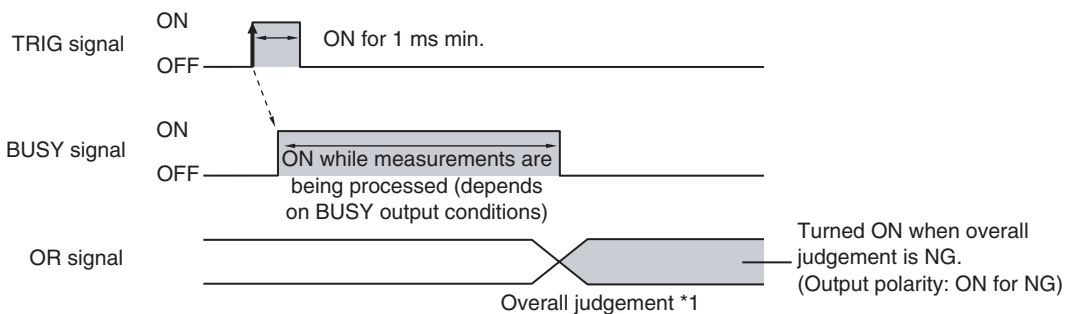 ON
TRIG signal
ON for 1 ms min.
OFF
ON
BUSY signal
ON while measurements are
OFF
being processed (depends
on BUSY output conditions)
OR signal
Turned ON when overall
judgement is NG.
(Output polarity: ON for NG)
Overall judgement *1